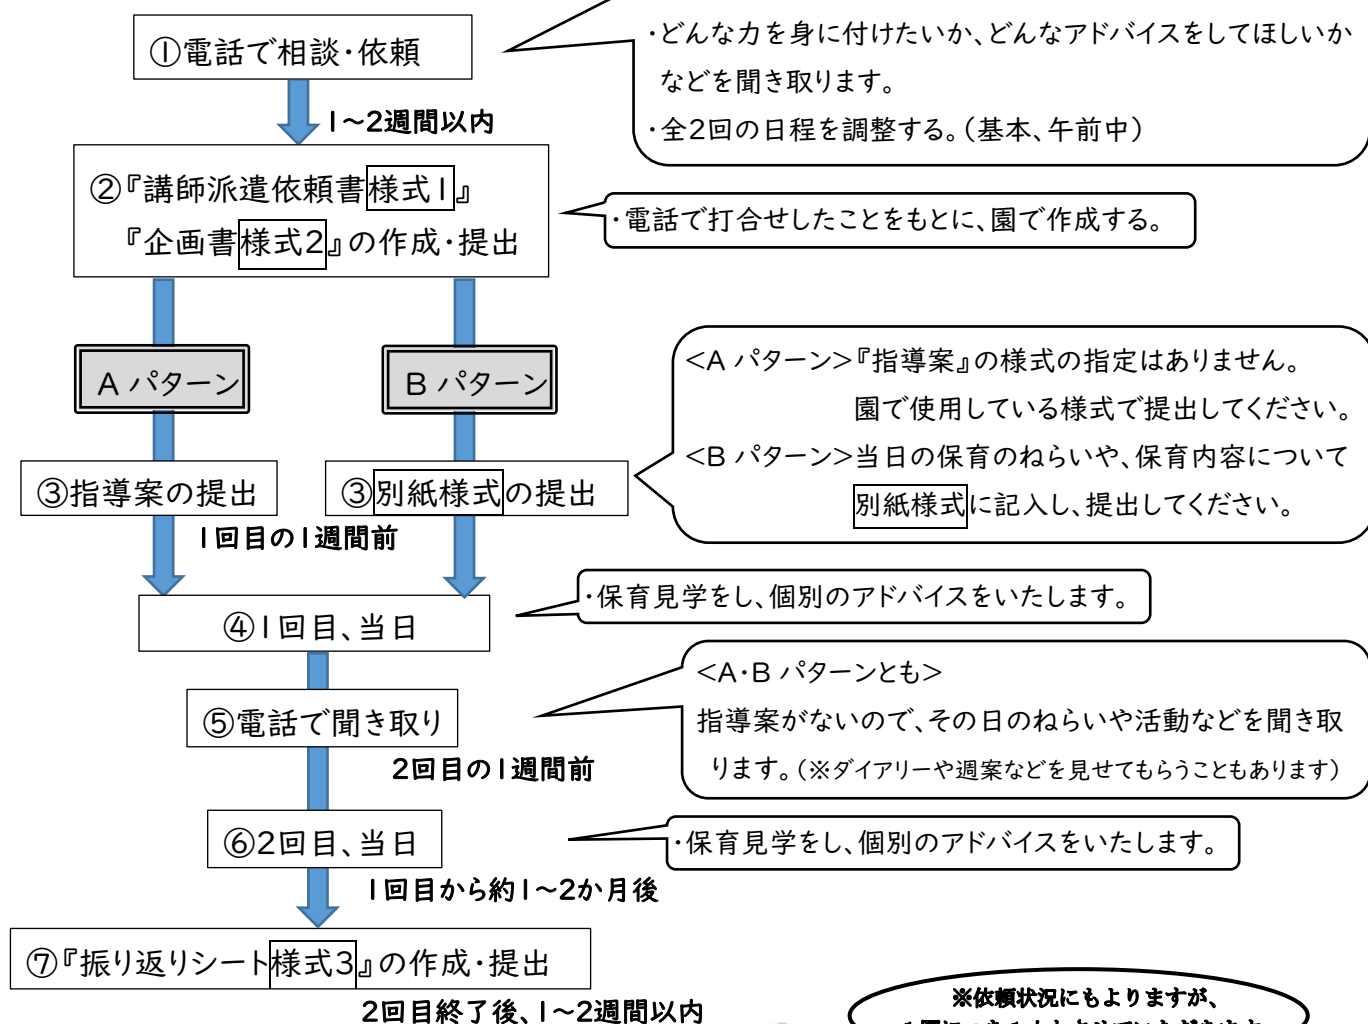 ①電話で相談・依頼
・どんな力を身に付けたいか、どんなアドバイスをしてほしいか
などを聞き取ります。
・全2回の日程を調整する。(基本、午前中)
1～2週間以内
②『講師派遣依頼書様式1』
『企画書様式2』の作成・提出
・電話で打合せしたことをもとに、園で作成する。
A パターン
B パターン
<A パターン>『指導案』の様式の指定はありません。
園で使用している様式で提出してください。
<B パターン>当日の保育のねらいや、保育内容について
別紙様式に記入し、提出してください。
③指導案の提出
③別紙様式の提出
1回目の1週間前
④1回目、当日
・保育見学をし、個別のアドバイスをいたします。
⑤電話で聞き取り
<A・B パターンとも>
指導案がないので、その日のねらいや活動などを聞き取
ります。(※ダイアリーや週案などを見せてもらうこともあります)
2回目の1週間前
⑥2回目、当日
・保育見学をし、個別のアドバイスをいたします。
1回目から約1～2か月後
⑦『振り返りシート様式3』の作成・提出
2回目終了後、1～2週間以内
※依頼状況にもよりますが、